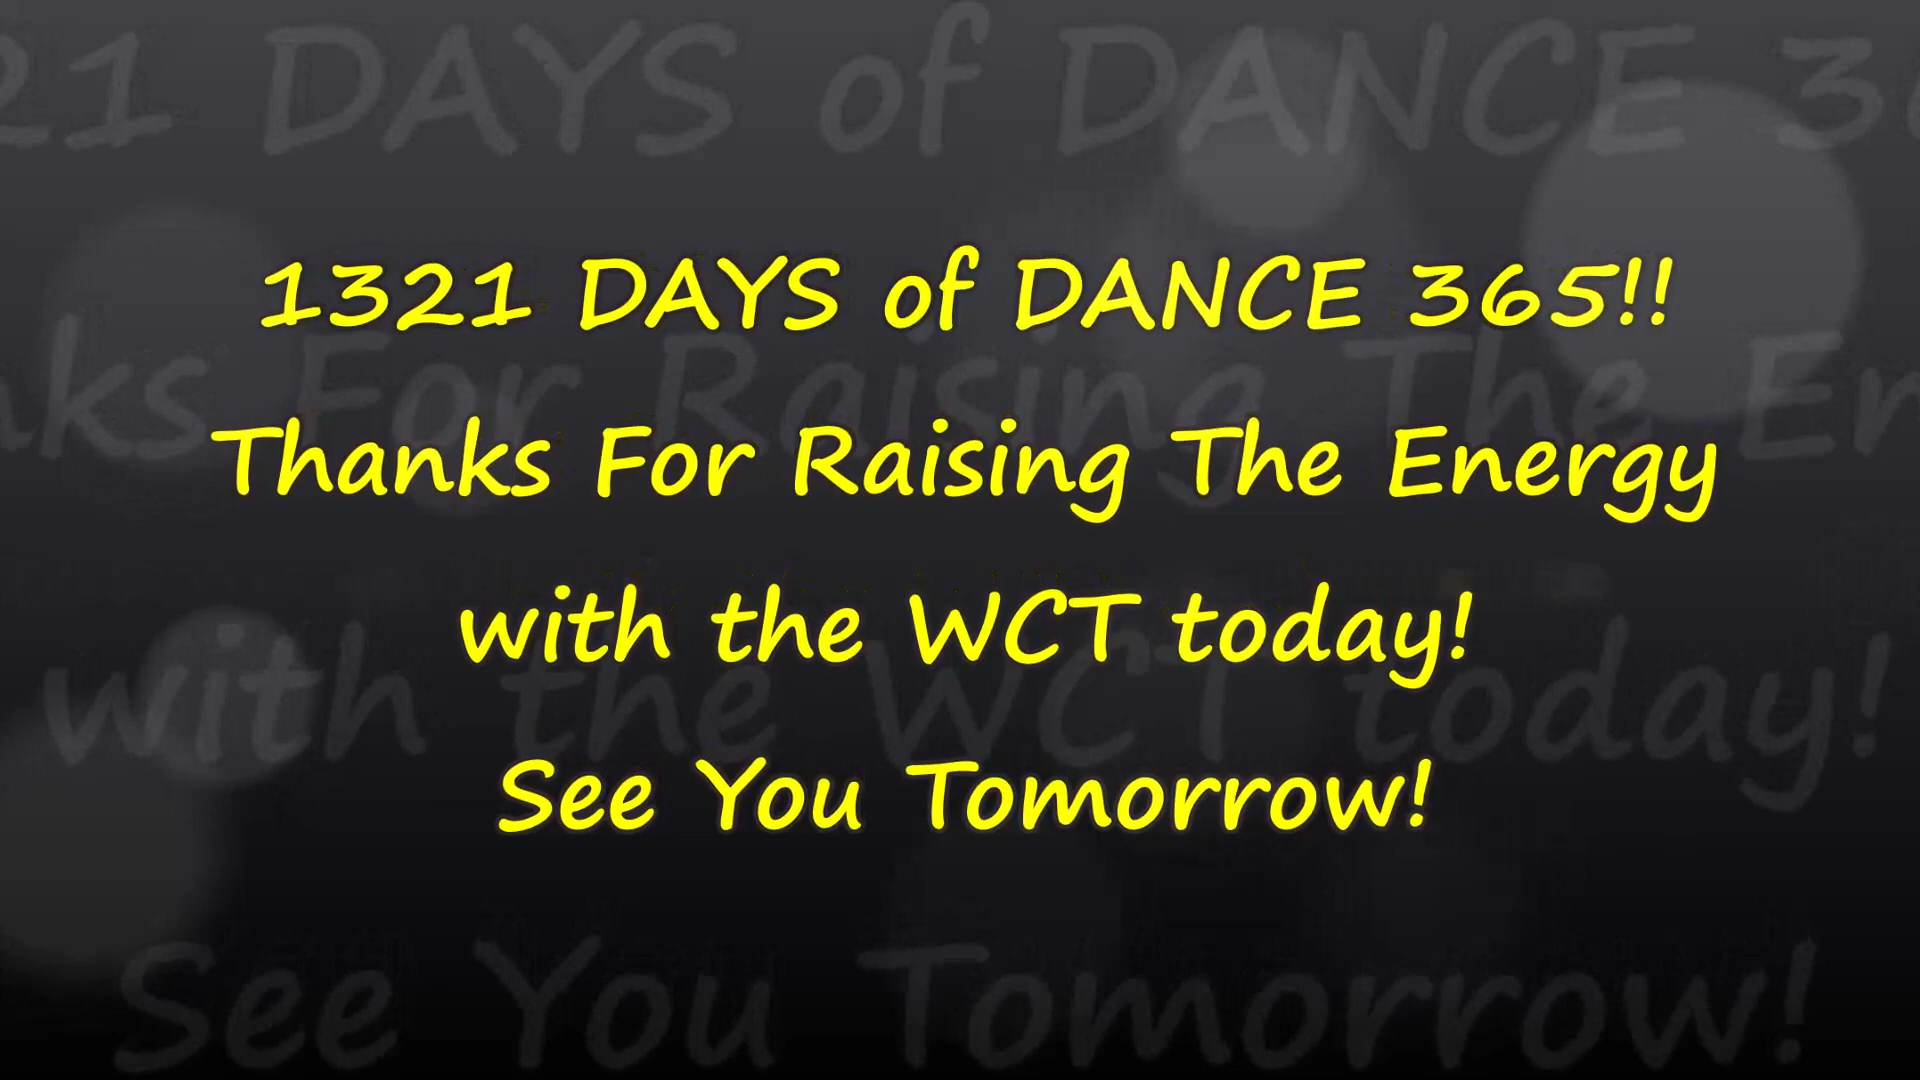 1321 DAYS of DANCE 365!!
Thanks For Raising The Energy
with the WCT today!
See You Tomorrow!